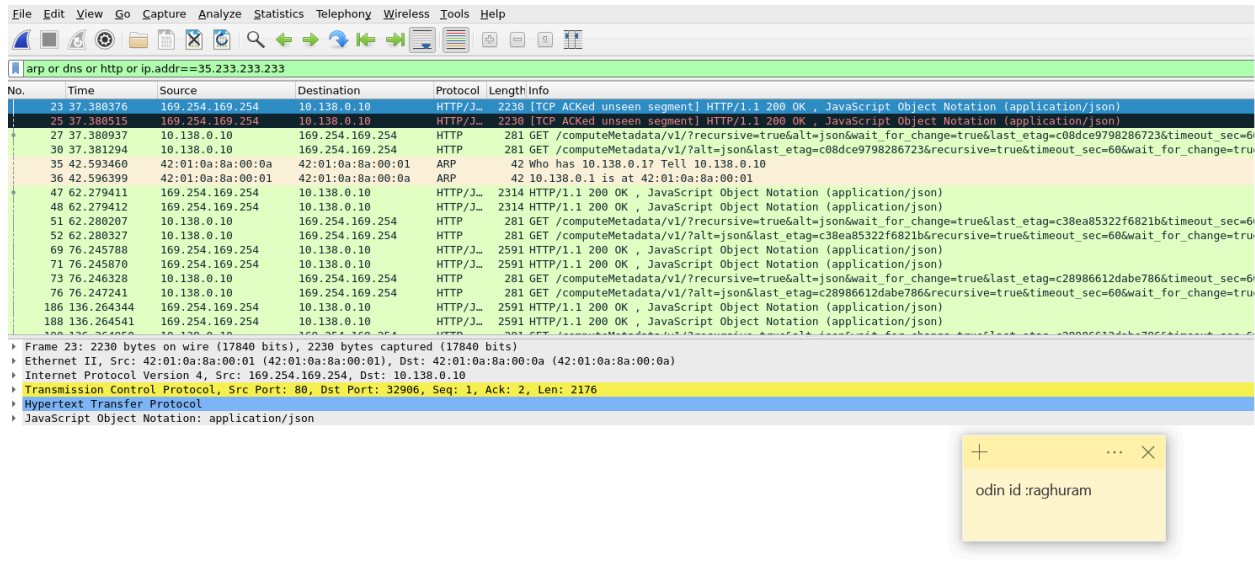 File Edit View Go Capture Analyze Statistics Telephony Wireless Tools Help
arp or dns or http or ip.addr==35.233.233.233
No. Time Source Destination Protocol Length Info
23 37.380376 169.254.169.254 10.138.0.10 HTTP/J… 2230 [TCP ACKed unseen segment] HTTP/1.1 200 OK , JavaScript Object Notation (application/json)
25 37.380515 169.254.169.254 10.138.0.10 HTTP/J… 2230 [TCP ACKed unseen segment] HTTP/1.1 200 OK , JavaScript Object Notation (application/json)
27 37.380937 10.138.0.10 169.254.169.254 HTTP 281 GET /computeMetadata/v1/?recursive=true&alt=json&wait_for_change=true&last_etag=c08dce9798286723&timeout_sec=6
30 37.381294 10.138.0.10 169.254.169.254 HTTP 281 GET /computeMetadata/v1/?alt=json&last_etag=c08dce9798286723&recursive=true&timeout_sec=60&wait_for_change=tru
35 42.593460 42:01:0a:8a:00:0a 42:01:0a:8a:00:01 ARP 42 Who has 10.138.0.1? Tell 10.138.0.10
36 42.596399 42:01:0a:8a:00:01 42:01:0a:8a:00:0a ARP 42 10.138.0.1 is at 42:01:0a:8a:00:01
47 62.279411 169.254.169.254 10.138.0.10 HTTP/J… 2314 HTTP/1.1 200 OK , JavaScript Object Notation (application/json)
48 62.279412 169.254.169.254 10.138.0.10 HTTP/J… 2314 HTTP/1.1 200 OK , JavaScript Object Notation (application/json)
51 62.280207 10.138.0.10 169.254.169.254 HTTP 281 GET /computeMetadata/v1/?recursive=true&alt=json&wait_for_change=true&last_etag=c38ea85322f6821b&timeout_sec=6
52 62.280327 10.138.0.10 169.254.169.254 HTTP 281 GET /computeMetadata/v1/?alt=json&last_etag=c38ea85322f6821b&recursive=true&timeout_sec=60&wait_for_change=tru
69 76.245788 169.254.169.254 10.138.0.10 HTTP/J… 2591 HTTP/1.1 200 OK , JavaScript Object Notation (application/json)
71 76.245870 169.254.169.254 10.138.0.10 HTTP/J… 2591 HTTP/1.1 200 OK , JavaScript Object Notation (application/json)
73 76.246328 10.138.0.10 169.254.169.254 HTTP 281 GET /computeMetadata/v1/?recursive=true&alt=json&wait_for_change=true&last_etag=c28986612dabe786&timeout_sec=6
76 76.247241 10.138.0.10 169.254.169.254 HTTP 281 GET /computeMetadata/v1/?alt=json&last_etag=c28986612dabe786&recursive=true&timeout_sec=60&wait_for_change=tru
186 136.264344 169.254.169.254 10.138.0.10 HTTP/J… 2591 HTTP/1.1 200 OK , JavaScript Object Notation (application/json)
188 136.264541 169.254.169.254 10.138.0.10 HTTP/J… 2591 HTTP/1.1 200 OK , JavaScript Object Notation (application/json)
Frame 23: 2230 bytes on wire (17840 bits), 2230 bytes captured (17840 bits)
Ethernet II, Src: 42:01:0a:8a:00:01 (42:01:0a:8a:00:01), Dst: 42:01:0a:8a:00:0a (42:01:0a:8a:00:0a)
Internet Protocol Version 4, Src: 169.254.169.254, Dst: 10.138.0.10
Transmission Control Protocol, Src Port: 80, Dst Port: 32906, Seq: 1, Ack: 2, Len: 2176
Hypertext Transfer Protocol
JavaScript Object Notation: application/json
odin id :raghuram